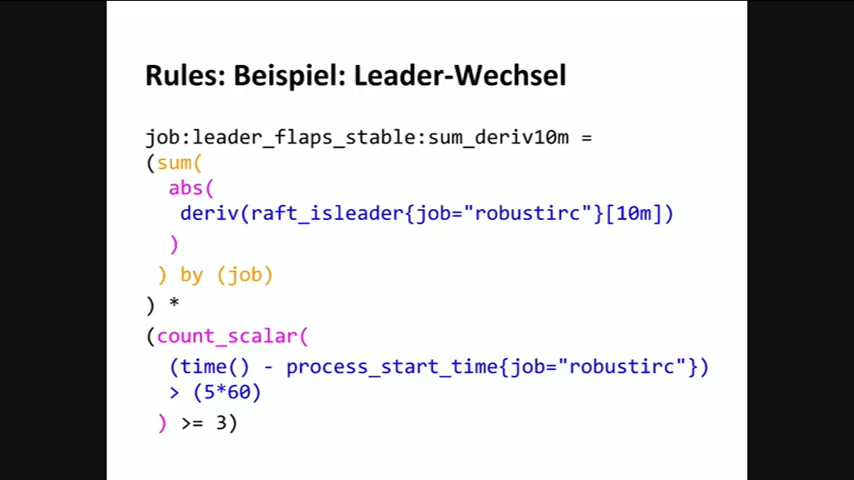 Rules: Beispiel: Leader-Wechsel
job:leader_flaps_stable:sum_deriv10m =
(sum(
abs(
deriv(raft_isleader{job="robustirc"}[10m])
)
) by (job)
) *
(count_scalar(
(time() - process_start_time{job="robustirc"})
> (5*60)
) >= 3)